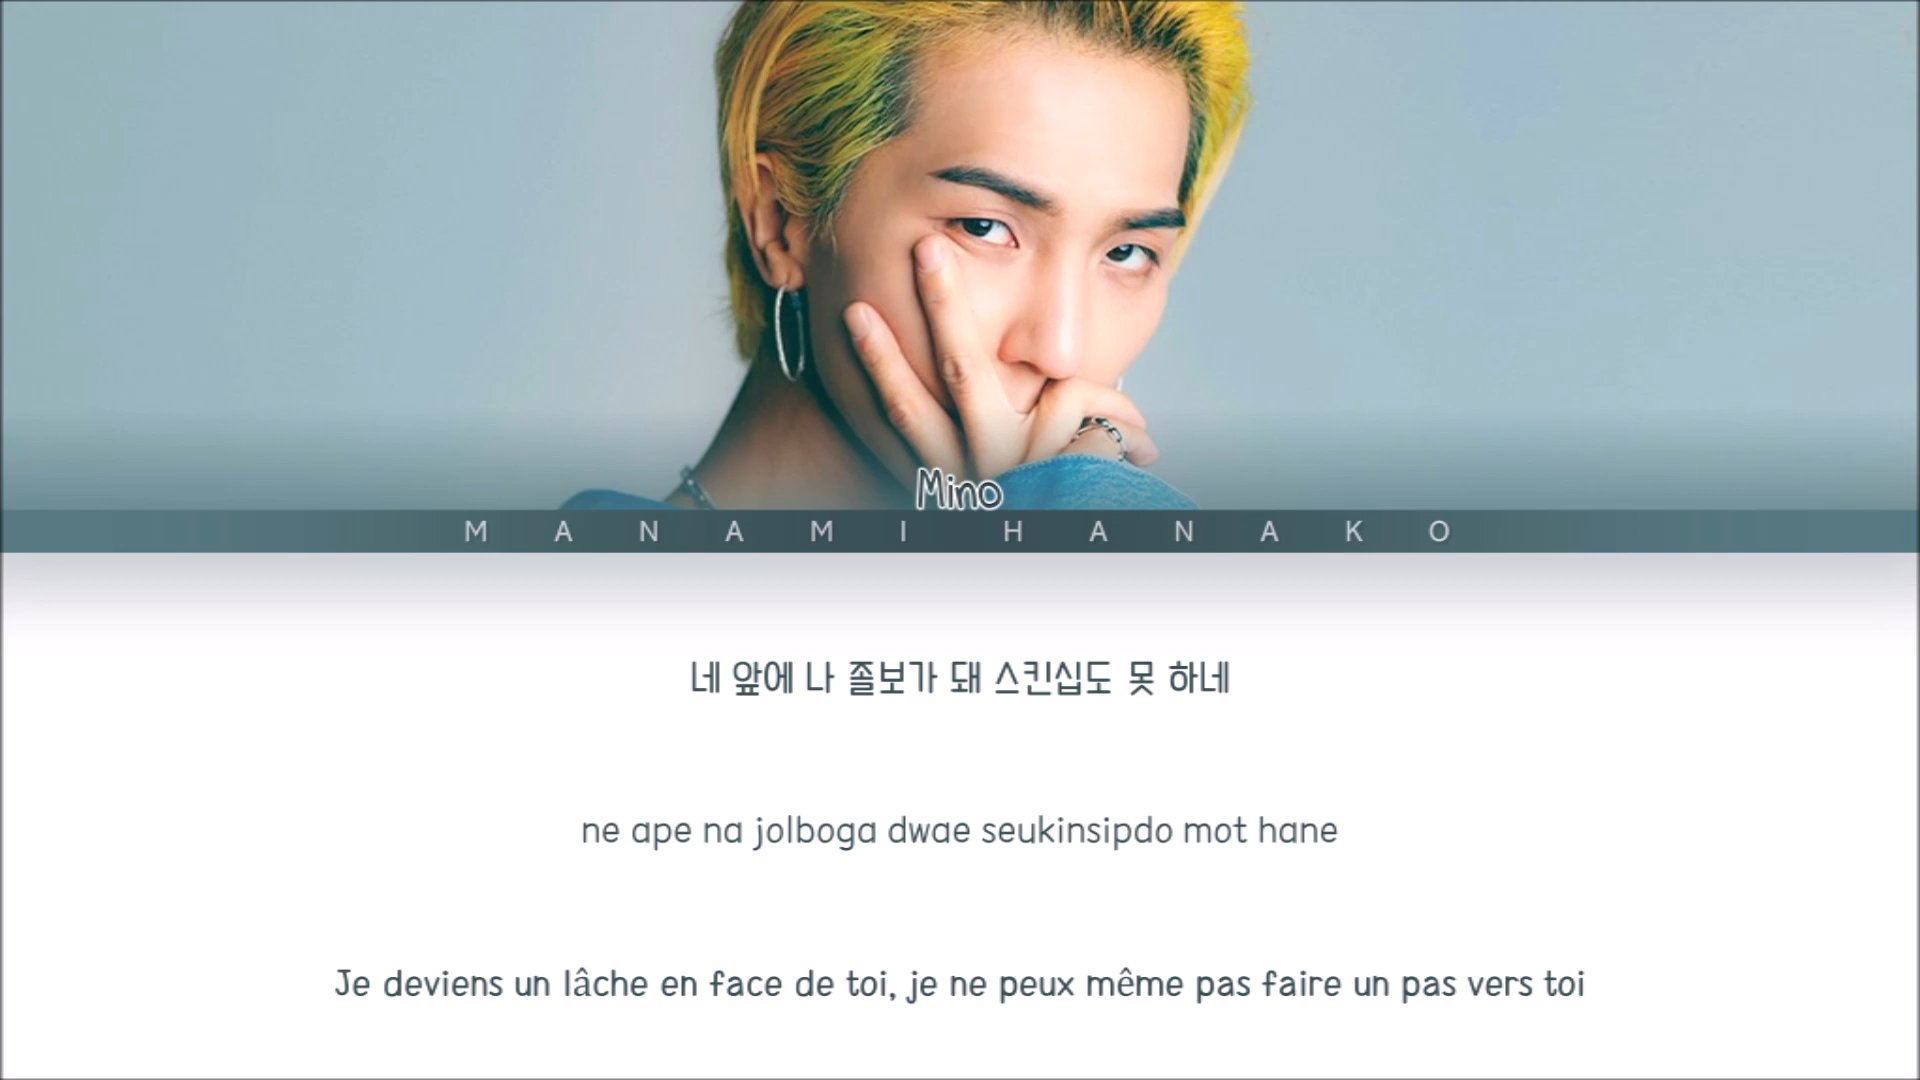 Mino
MANAMI HANAKO
네 앞에 나 졸보가 돼 스킨십도 못 하네
ne ape na jolboga dwae seukinsipdo mot hane
Je deviens un lâche en face de toi, je ne peux même pas faire un pas vers toi